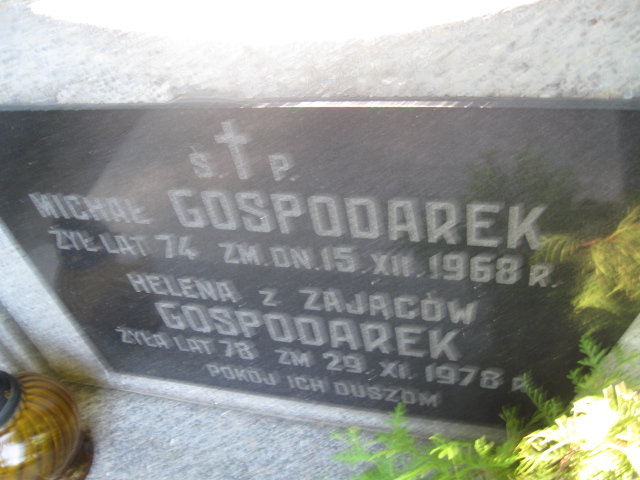 Ś. P.
MICHAŁ GOSPODAREK
ŻYŁ LAT 74 ZM. DN. 15. XII. 1968 R.
HELENA Z ZAJĄCÓW
GOSPODAREK
ŻYŁA LAT 78 ZM 29. XI. 1978 R.
POKÓJ ICH DUSZOM